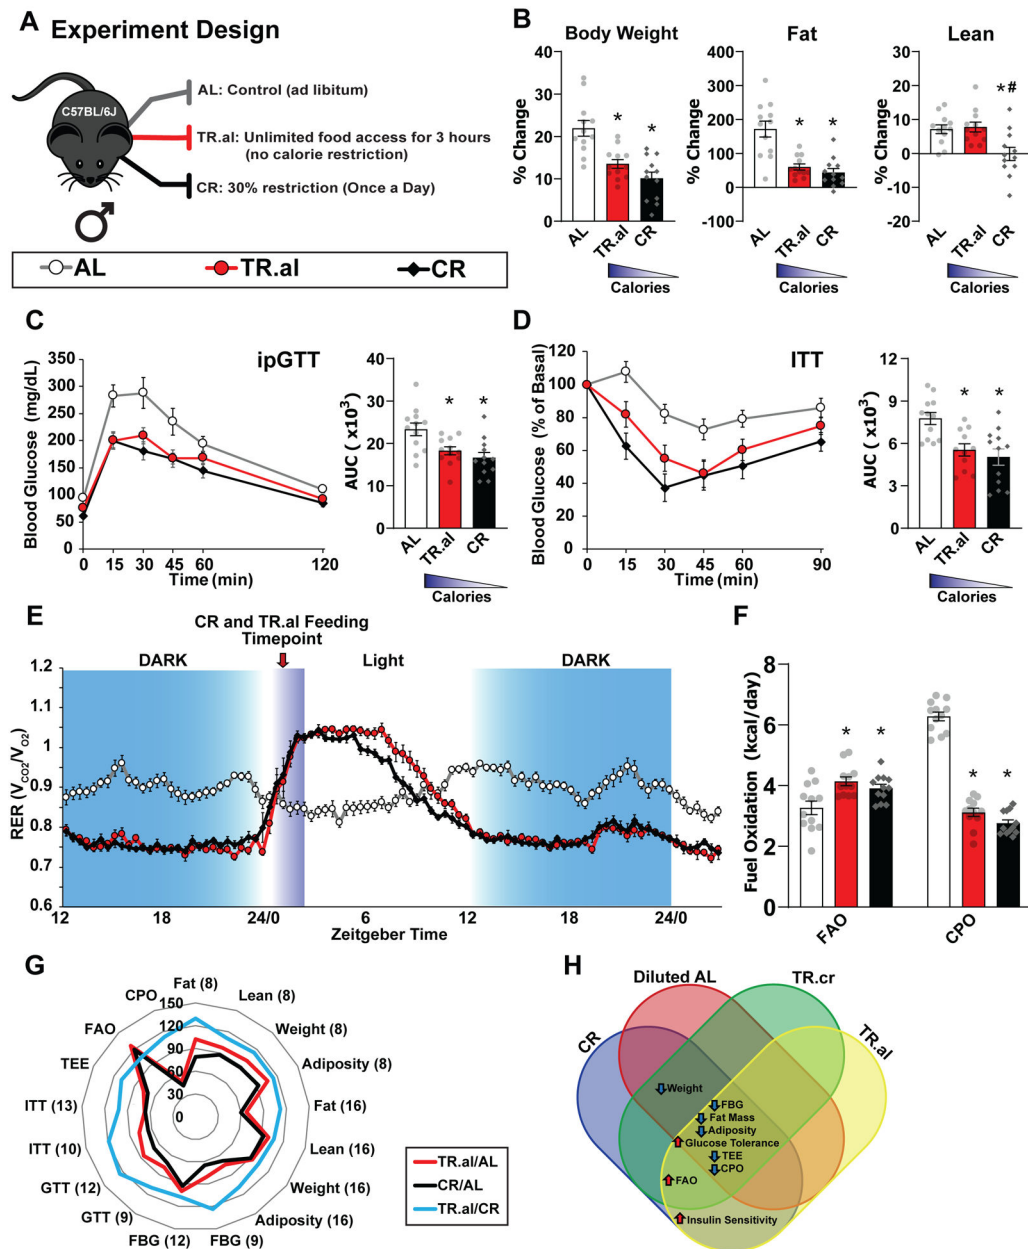 A Experiment Design
C57BL/6J
AL: Control (ad libitum)
TR.al: Unlimited food access for 3 hours
(no calorie restriction)
CR: 30% restriction (Once a Day)
AL TR.al CR
B
Body Weight
% Change
40
30
20
10
0
AL
TR.al
CR
* *
Calories
Fat
% Change
400
300
200
100
0
-100
AL
TR.al
CR
* *
Calories
Lean
% Change
30
20
10
0
-10
-20
AL
TR.al
CR
*#
Calories
C
ipGTT
Blood Glucose (mg/dL)
350
300
250
200
150
100
50
0
0 15 30 45 60 120
Time (min)
AUC (x10³)
40
30
20
10
0
* *
AL
TR.al
CR
Calories
D
ITT
Blood Glucose (% of Basal)
120
100
80
60
40
20
0
0 15 30 45 60 90
Time (min)
AUC (x10³)
12
9
6
3
0
* *
AL
TR.al
CR
Calories
E
CR and TR.al Feeding
Timepoint
DARK Light DARK
RER (VCO2/VO2)
1.2
1.1
1
0.9
0.8
0.7
0.6
12 18 24/0 6 12 18 24/0
Zeitgeber Time
F
Fuel Oxidation (kcal/day)
8
6
4
2
0
* *
* *
FAO CPO
G
Fat (8)
Lean (8)
Weight (8)
Adiposity (8)
Fat (16)
Lean (16)
Weight (16)
Adiposity (16)
FBG (9)
FBG (12)
GTT (9)
GTT (12)
ITT (10)
ITT (13)
TEE
FAO
CPO
150
120
90
60
30
0
TR.al/AL
CR/AL
TR.al/CR
H
Diluted AL
TR.cr
CR
TR.al
Weight
FBG
Fat Mass
Adiposity
Glucose Tolerance
TEE
CPO
FAO
Insulin Sensitivity